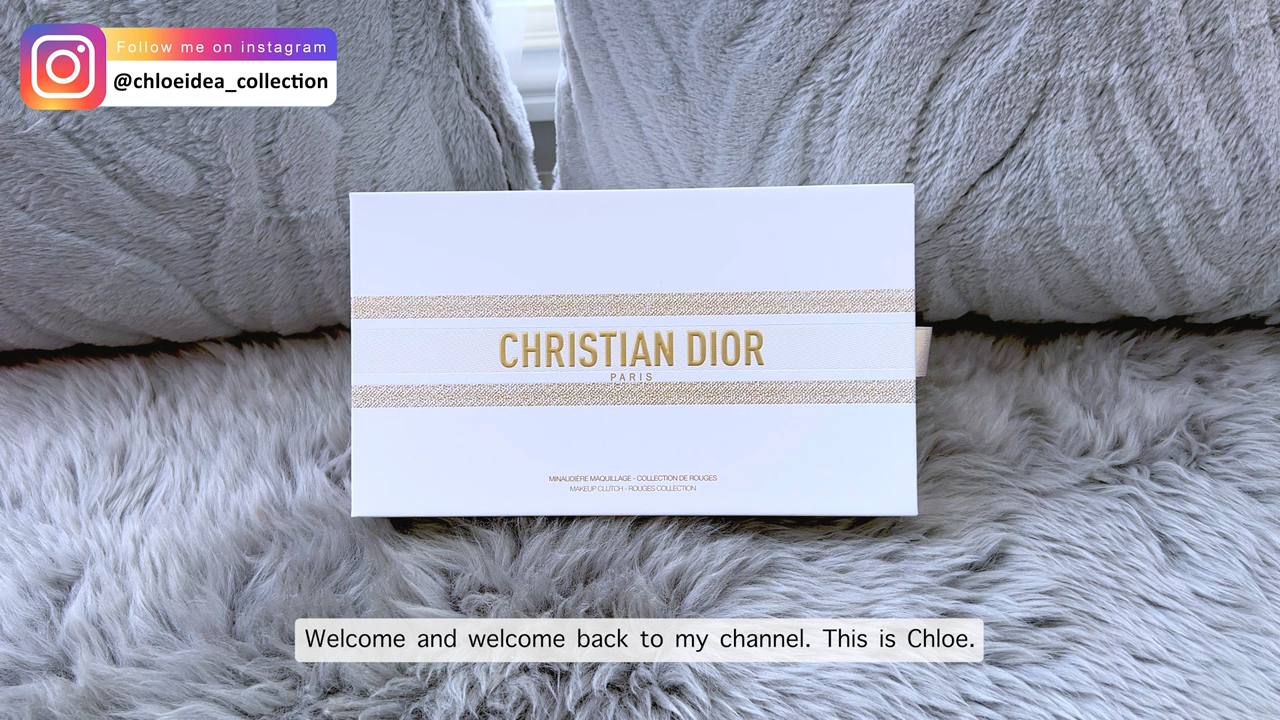 Follow me on instagram
@chloeidea_collection
CHRISTIAN DIOR
PARIS
MINAUDIÈRE MAQUILLAGE - COLLECTION DE ROUGES
MAKEUP CLUTCH - ROUGES COLLECTION
Welcome and welcome back to my channel. This is Chloe.